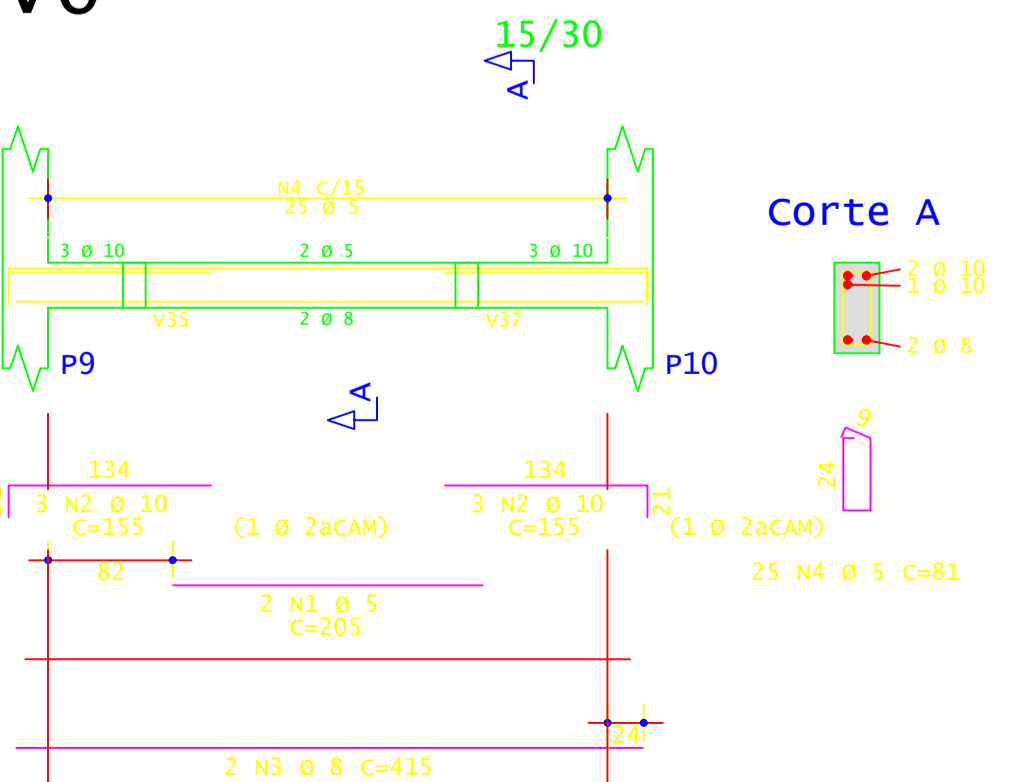 15/30
A
N4 C/15
25 Ø 5
3 Ø 10
2 Ø 5
3 Ø 10
V35
2 Ø 8
V37
P9
P10
A
Corte A
2 Ø 10
1 Ø 10
2 Ø 8
134
134
3 N2 Ø 10
C=155
(1 Ø 2aCAM)
3 N2 Ø 10
C=155
21
(1 Ø 2aCAM)
9
24
25 N4 Ø 5 C=81
82
2 N1 Ø 5
C=205
24
2 N3 Ø 8 C=415